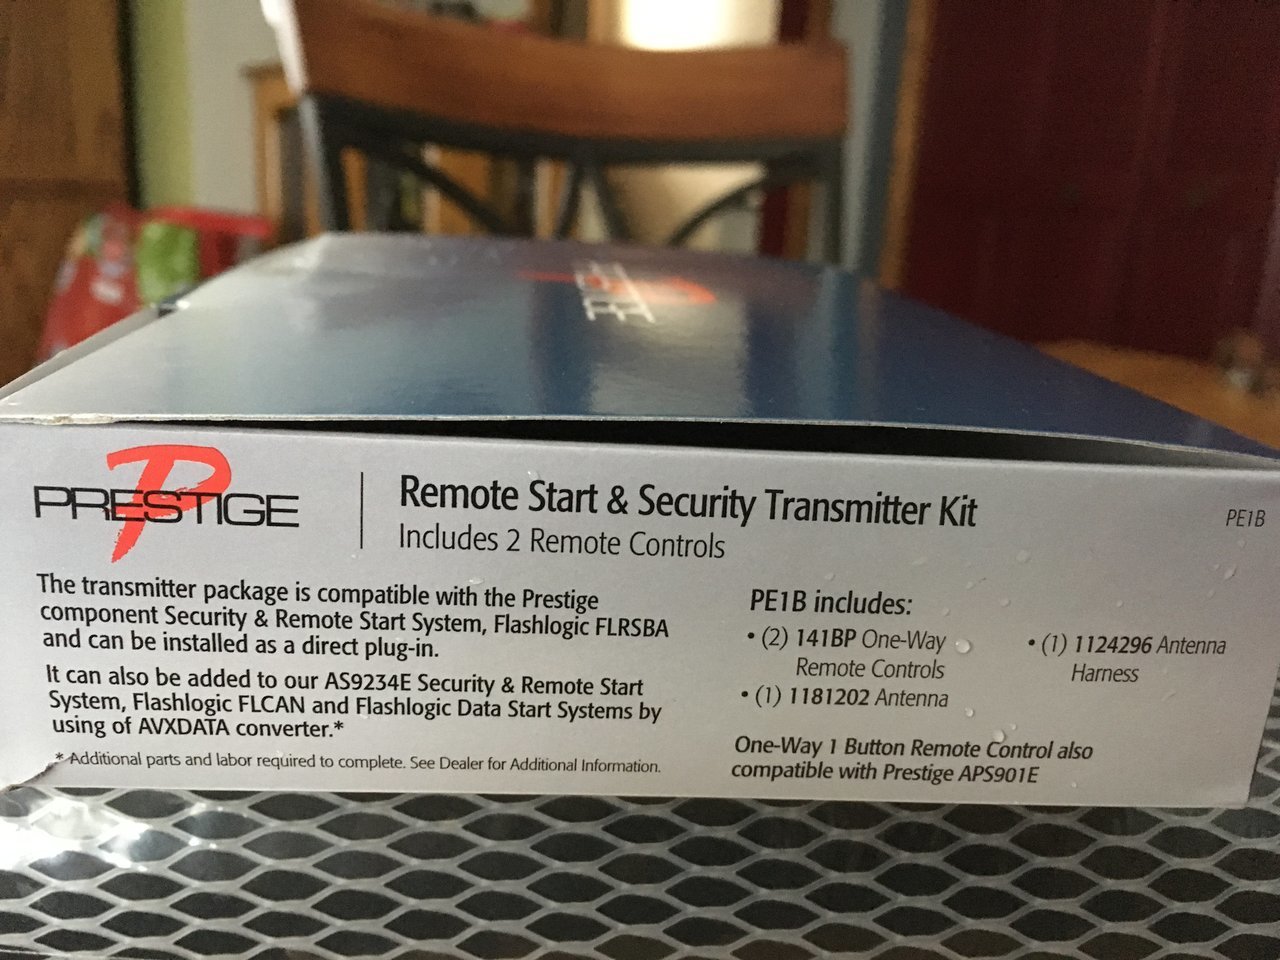 PRESTIGE
Remote Start & Security Transmitter Kit
Includes 2 Remote Controls
PE1B
The transmitter package is compatible with the Prestige
component Security & Remote Start System, Flashlogic FLRSBA
and can be installed as a direct plug-in.
It can also be added to our AS9234E Security & Remote Start
System, Flashlogic FLCAN and Flashlogic Data Start Systems by
using of AVXDATA converter.*
* Additional parts and labor required to complete. See Dealer for Additional Information.
PE1B includes:
• (2) 141BP One-Way
Remote Controls
• (1) 1181202 Antenna
• (1) 1124296 Antenna
Harness
One-Way 1 Button Remote Control also
compatible with Prestige APS901E